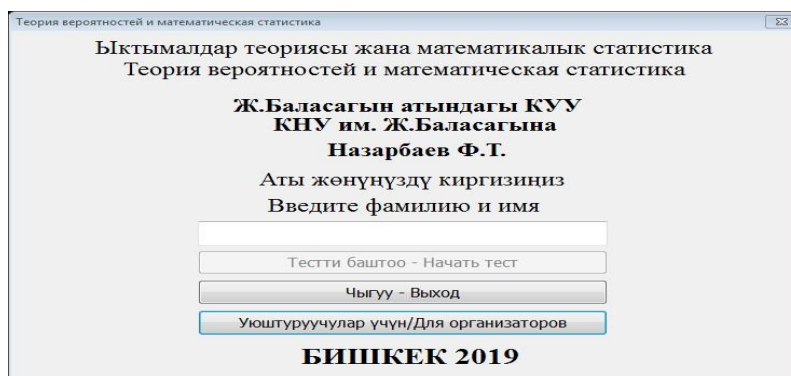 Теория вероятностей и математическая статистика
Ыктымалдар теориясы жана математикалык статистика
Теория вероятностей и математическая статистика
Ж.Баласагын атындагы КУУ
КНУ им. Ж.Баласагына
Назарбаев Ф.Т.
Аты жөнүңүздү киргизиңиз
Введите фамилию и имя
Тестти баштоо - Начать тест
Чыгуу - Выход
Уюштуруучулар үчүн/Для организаторов
БИШКЕК 2019